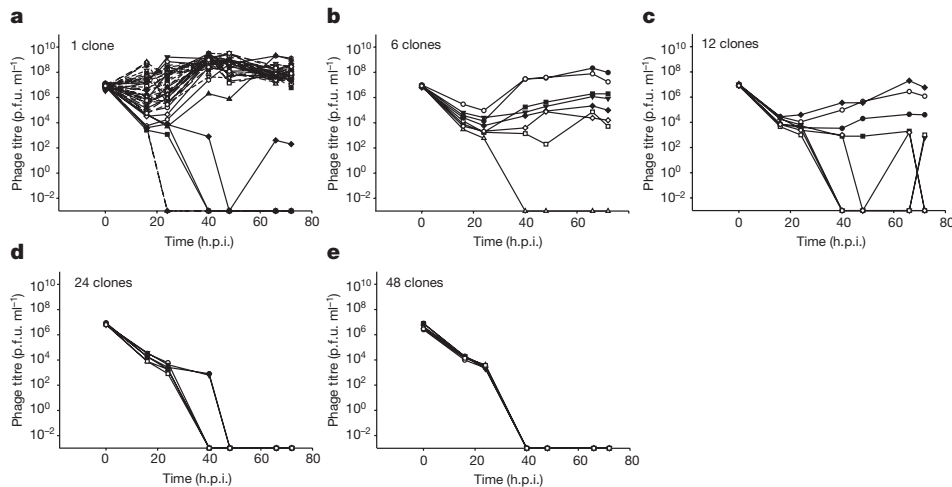 a
1 clone
Phage titre (p.f.u. ml⁻¹)
10¹⁰
10⁸
10⁶
10⁴
10²
10⁰
10⁻²
0 20 40 60 80
Time (h.p.i.)
b
6 clones
Phage titre (p.f.u. ml⁻¹)
10¹⁰
10⁸
10⁶
10⁴
10²
10⁰
10⁻²
0 20 40 60 80
Time (h.p.i.)
c
12 clones
Phage titre (p.f.u. ml⁻¹)
10¹⁰
10⁸
10⁶
10⁴
10²
10⁰
10⁻²
0 20 40 60 80
Time (h.p.i.)
d
24 clones
Phage titre (p.f.u. ml⁻¹)
10¹⁰
10⁸
10⁶
10⁴
10²
10⁰
10⁻²
0 20 40 60 80
Time (h.p.i.)
e
48 clones
Phage titre (p.f.u. ml⁻¹)
10¹⁰
10⁸
10⁶
10⁴
10²
10⁰
10⁻²
0 20 40 60 80
Time (h.p.i.)